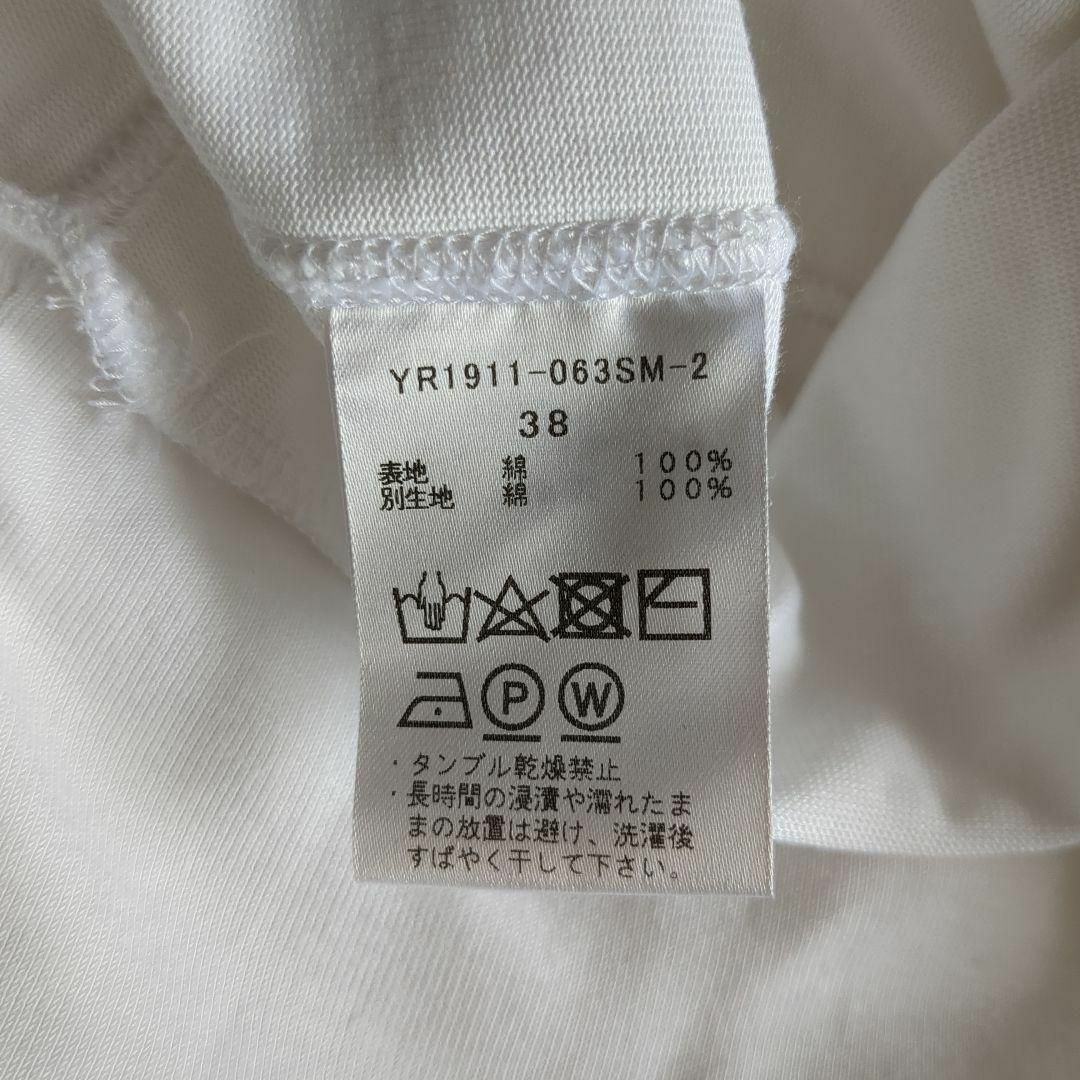 YR1911-063SM-2
38
表地 綿 100%
別生地 綿 100%
P W
・タンブル乾燥禁止
・長時間の浸漬や濡れたま
まの放置は避け、洗濯後
すばやく干して下さい。